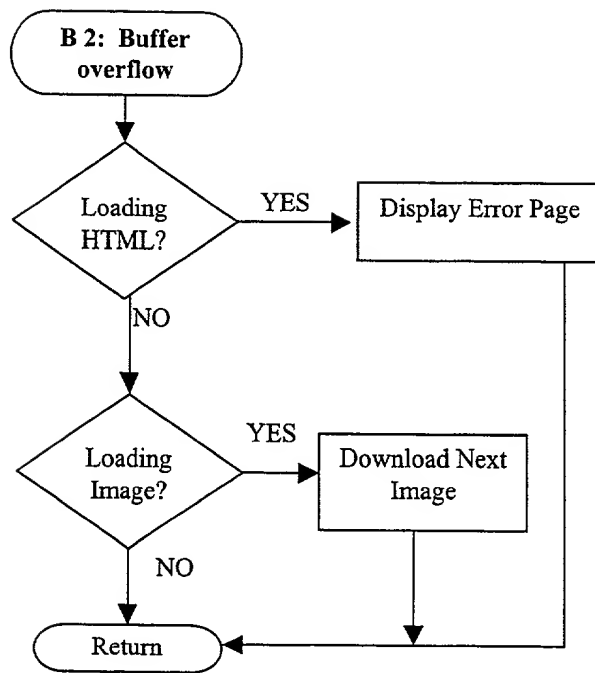 B 2: Buffer
overflow
Loading
HTML?
YES
Display Error Page
NO
Loading
Image?
YES
Download Next
Image
NO
Return